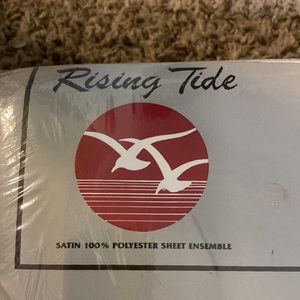 Rising Tide
SATIN 100% POLYESTER SHEET ENSEMBLE